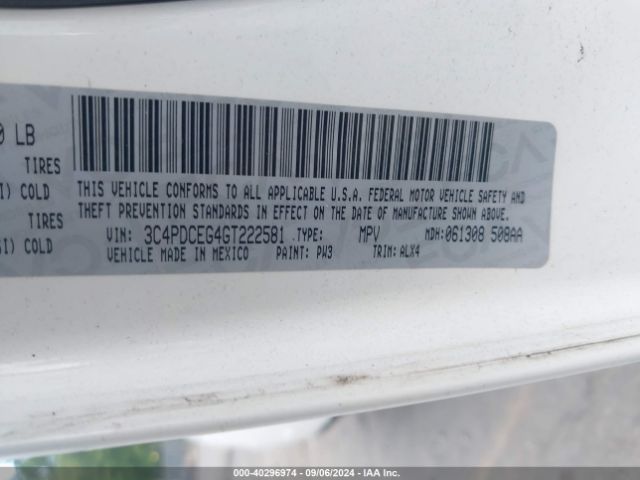 0 LB
TIRES
I) COLD
TIRES
SI) COLD
THIS VEHICLE CONFORMS TO ALL APPLICABLE U.S.A. FEDERAL MOTOR VEHICLE SAFETY AND
THEFT PREVENTION STANDARDS IN EFFECT ON THE DATE OF MANUFACTURE SHOWN ABOVE.
VIN: 3C4PDCEG4GT222581 TYPE: MPV MDH:061308 508AA
VEHICLE MADE IN MEXICO PAINT: PW3 TRIM: ALX4
000-40296974 | 09/06/2024 | IAA Inc.